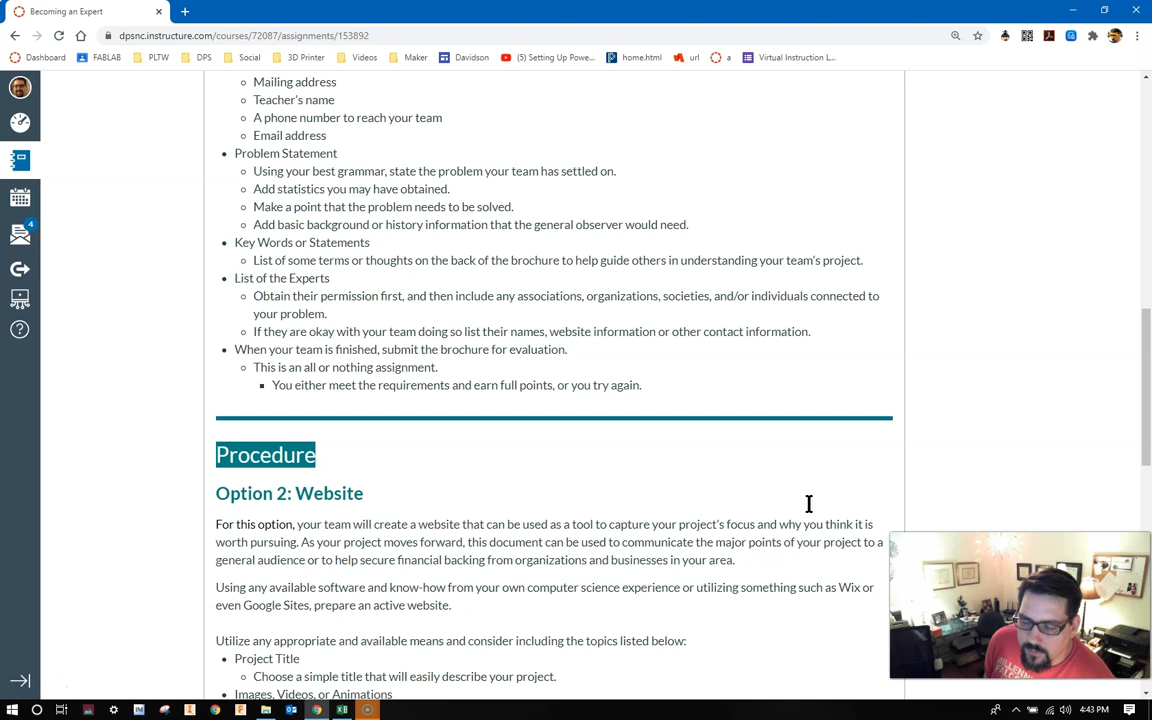 Becoming an Expert
dpsnc.instructure.com/courses/72087/assignments/153892
Dashboard FABLAB PLTW DPS Social 3D Printer Videos Maker Davidson (5) Setting Up Powe... home.html url a Virtual Instruction L...
Mailing address
Teacher's name
A phone number to reach your team
4
Email address
Problem Statement
Using your best grammar, state the problem your team has settled on.
Add statistics you may have obtained.
Make a point that the problem needs to be solved.
Add basic background or history information that the general observer would need.
Key Words or Statements
List of some terms or thoughts on the back of the brochure to help guide others in understanding your team's project.
List of the Experts
Obtain their permission first, and then include any associations, organizations, societies, and/or individuals connected to
your problem.
If they are okay with your team doing so list their names, website information or other contact information.
When your team is finished, submit the brochure for evaluation.
This is an all or nothing assignment.
You either meet the requirements and earn full points, or you try again.
Procedure
Option 2: Website
For this option, your team will create a website that can be used as a tool to capture your project's focus and why you think it is
worth pursuing. As your project moves forward, this document can be used to communicate the major points of your project to a
general audience or to help secure financial backing from organizations and businesses in your area.
Using any available software and know-how from your own computer science experience or utilizing something such as Wix or
even Google Sites, prepare an active website.
Utilize any appropriate and available means and consider including the topics listed below:
Project Title
Choose a simple title that will easily describe your project.
Images, Videos, or Animations
4:43 PM